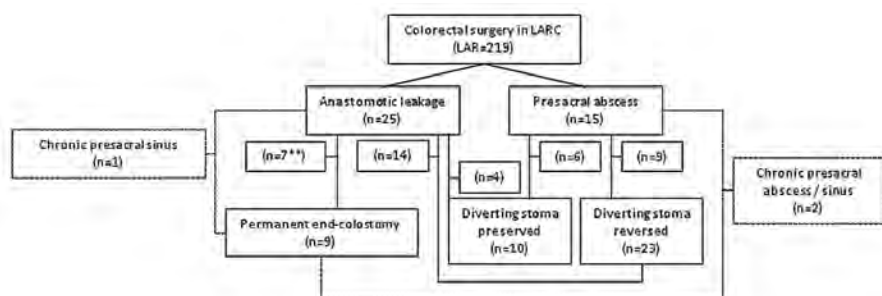 Colorectal surgery in LARC
(LAR=219)
Anastomotic leakage
(n=25)
Presacral abscess
(n=15)
Chronic presacral sinus
(n=1)
(n=7**)
(n=14)
(n=4)
(n=6)
(n=9)
Chronic presacral
abscess / sinus
(n=2)
Permanent end-colostomy
(n=9)
Diverting stoma
preserved
(n=10)
Diverting stoma
reversed
(n=23)